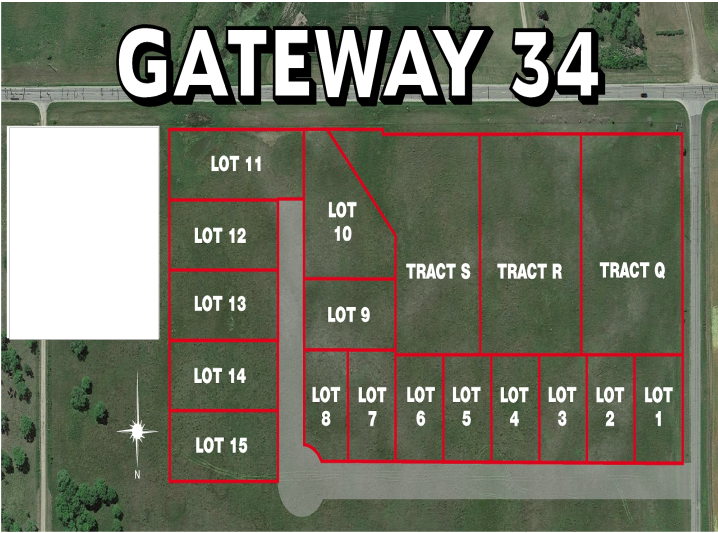 GATEWAY 34
LOT 11
LOT 12
LOT 13
LOT 14
LOT 15
LOT
10
LOT 9
TRACT S
TRACT R
TRACT Q
LOT
8
LOT
7
LOT
6
LOT
5
LOT
4
LOT
3
LOT
2
LOT
1
N